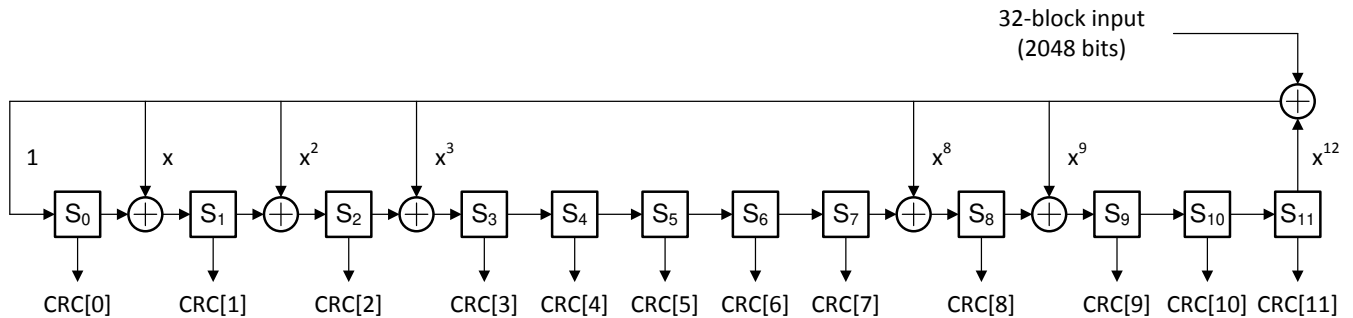 32-block input
(2048 bits)
1 x x² x³ x⁸ x⁹ x¹²
S₀ S₁ S₂ S₃ S₄ S₅ S₆ S₇ S₈ S₉ S₁₀ S₁₁
CRC[0] CRC[1] CRC[2] CRC[3] CRC[4] CRC[5] CRC[6] CRC[7] CRC[8] CRC[9] CRC[10] CRC[11]